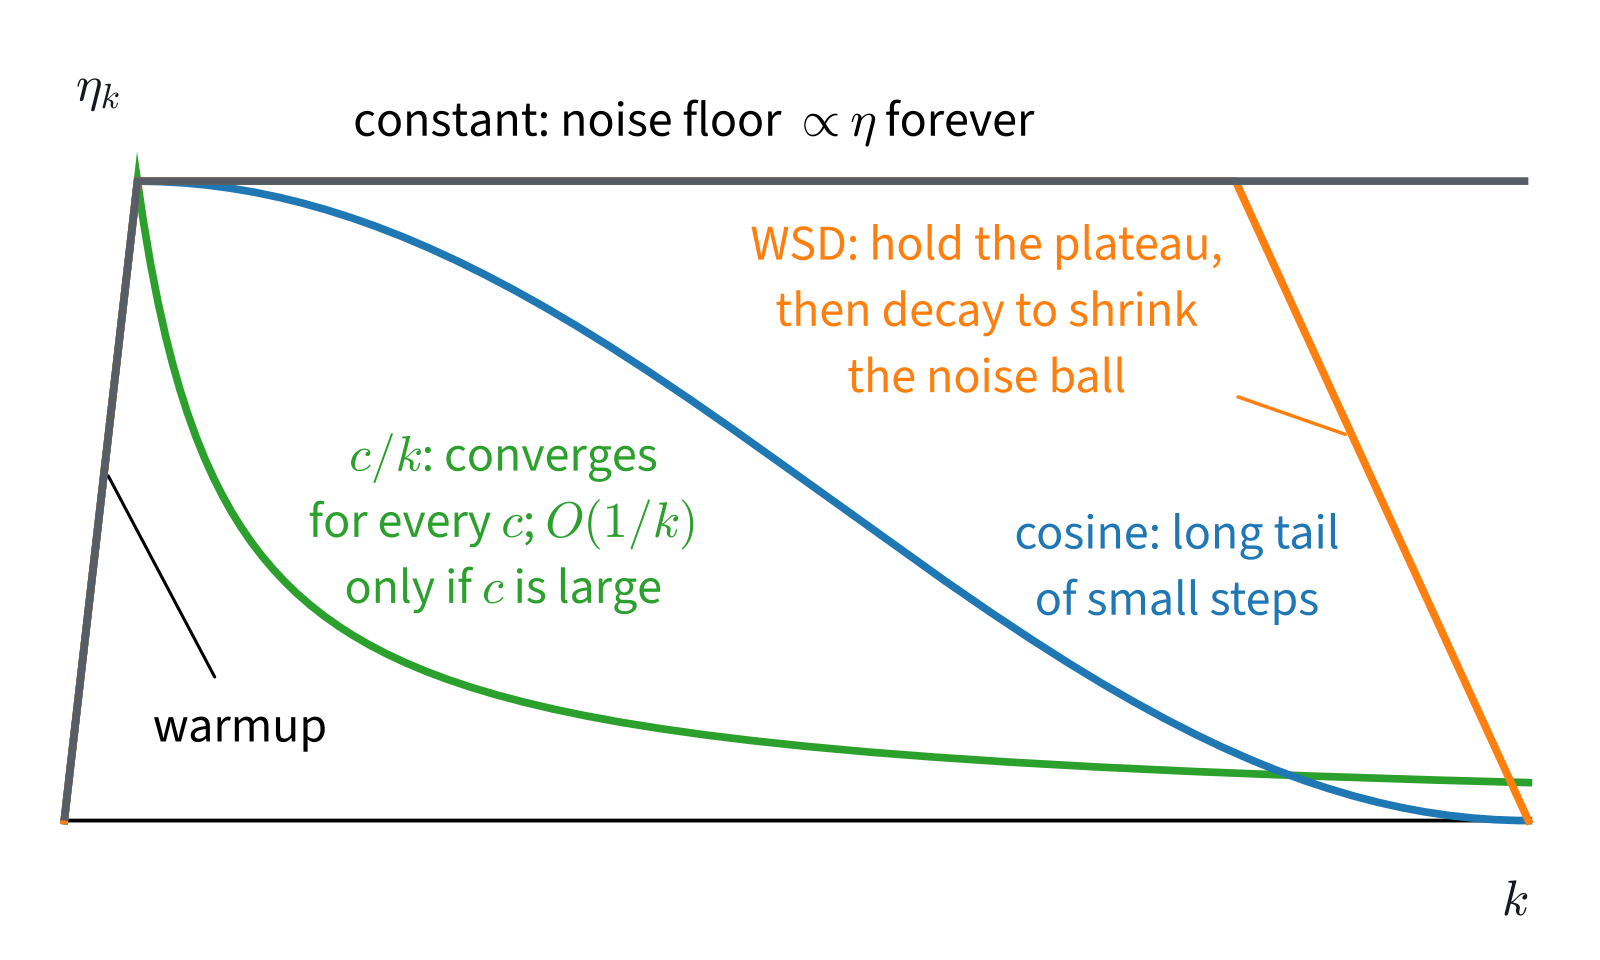 ηₖ
constant: noise floor ∝ η forever
WSD: hold the plateau,
then decay to shrink
the noise ball
c/k: converges
for every c; O(1/k)
only if c is large
cosine: long tail
of small steps
warmup
k